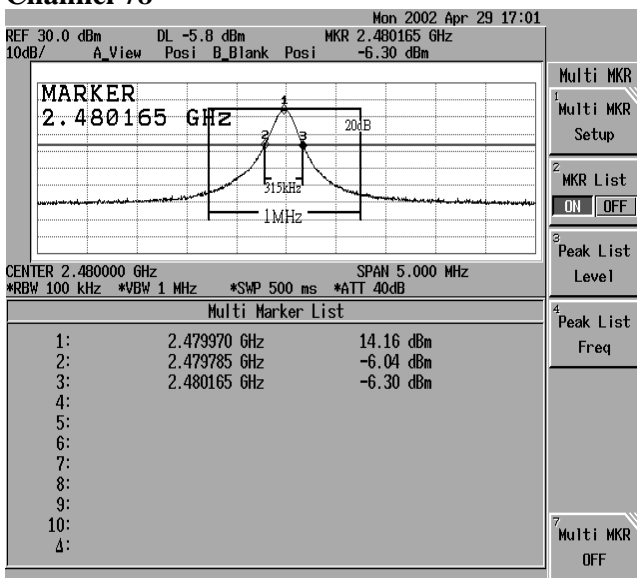 Channel 78
Mon 2002 Apr 29 17:01
REF 30.0 dBm DL -5.8 dBm MKR 2.480165 GHz
10dB/ A_View Posi B_Blank Posi -6.30 dBm
MARKER
2.480165 GHz
1
2
3
20dB
315kHz
1MHz
CENTER 2.480000 GHz SPAN 5.000 MHz
*RBW 100 kHz *VBW 1 MHz *SWP 500 ms *ATT 40dB
Multi Marker List
1: 2.479970 GHz 14.16 dBm
2: 2.479785 GHz -6.04 dBm
3: 2.480165 GHz -6.30 dBm
4:
5:
6:
7:
8:
9:
10:
Δ:
Multi MKR
1
Multi MKR
Setup
2
MKR List
ON OFF
3
Peak List
Level
4
Peak List
Freq
7
Multi MKR
OFF